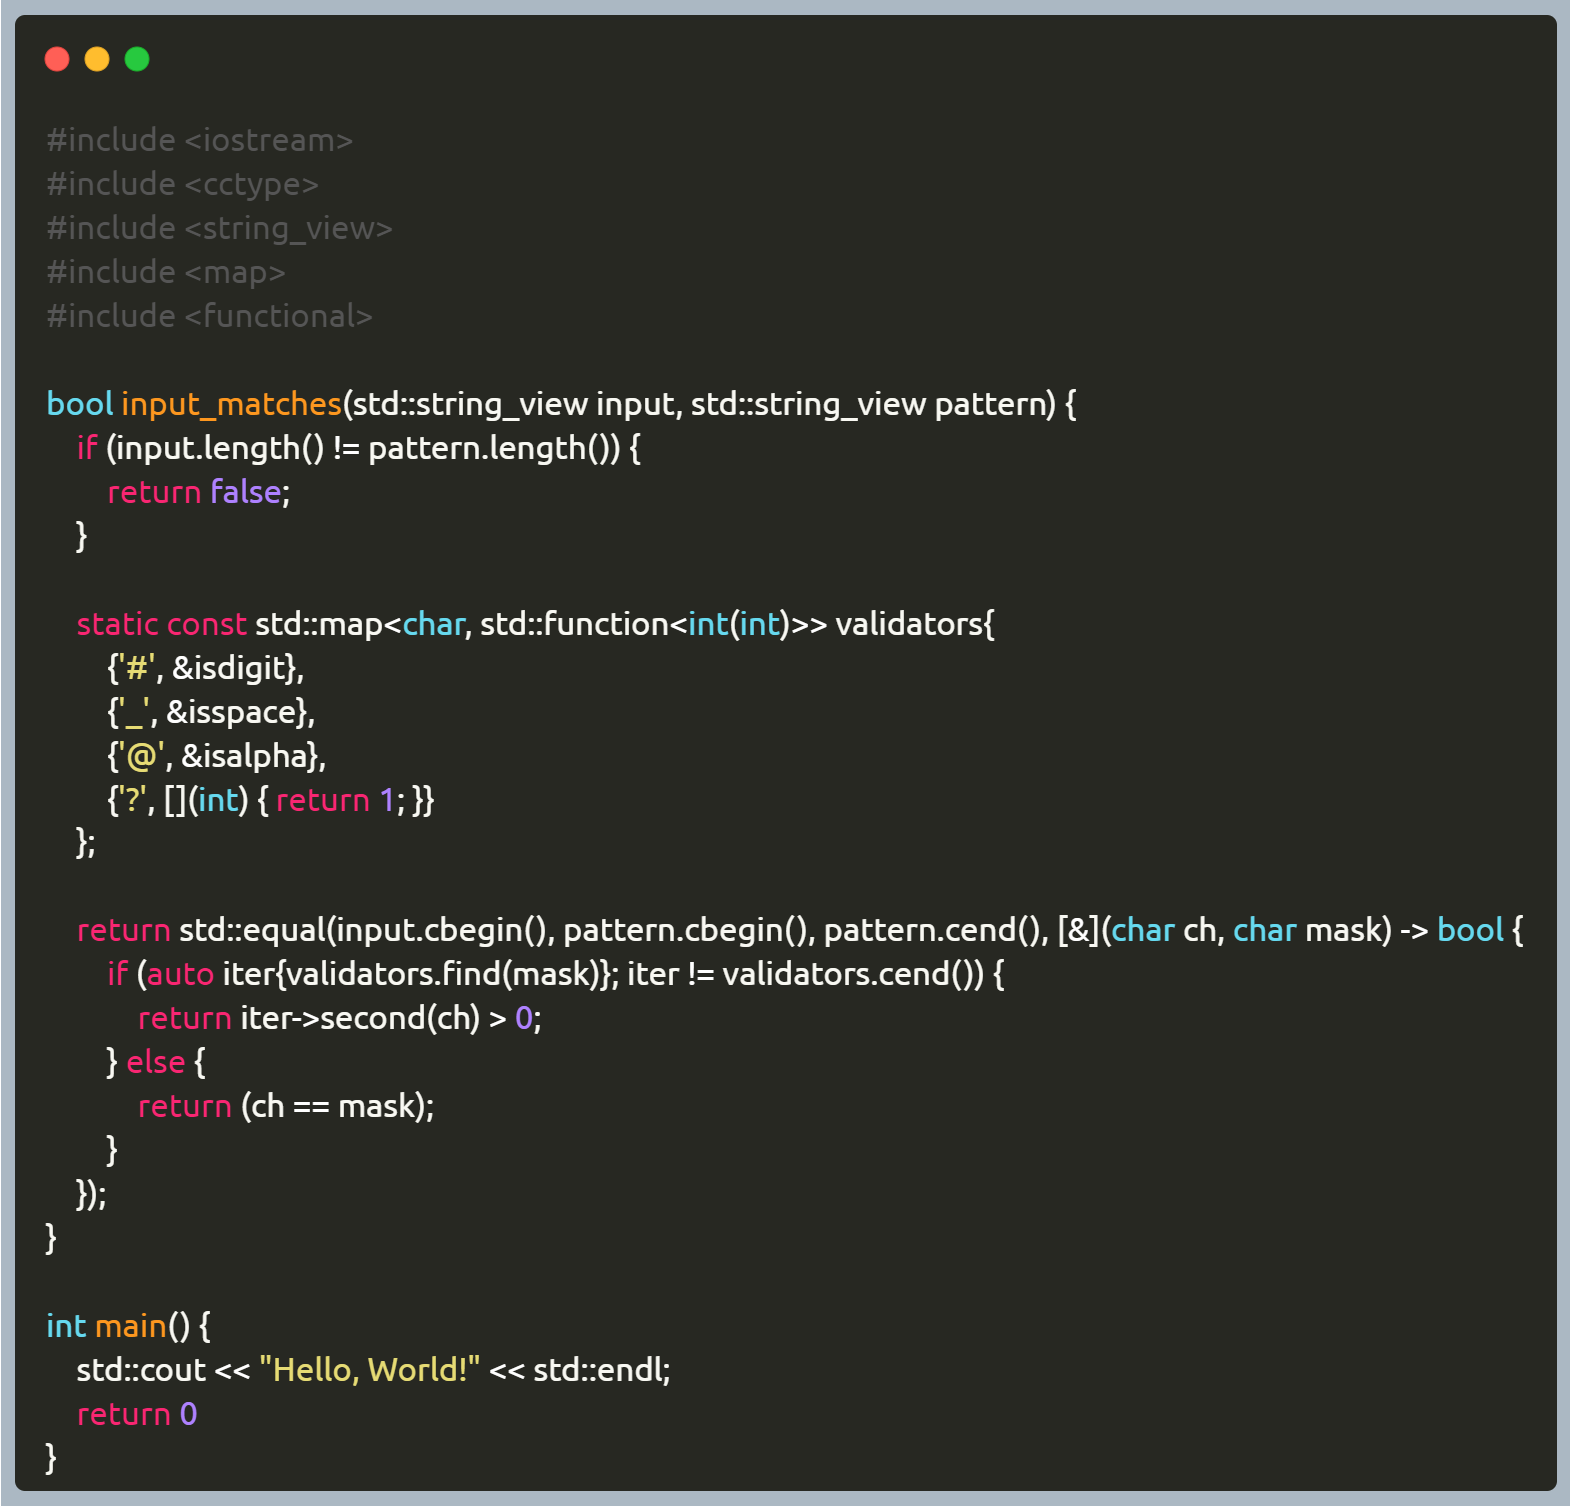 #include <iostream>
#include <cctype>
#include <string_view>
#include <map>
#include <functional>

bool input_matches(std::string_view input, std::string_view pattern) {
    if (input.length() != pattern.length()) {
        return false;
    }

    static const std::map<char, std::function<int(int)>> validators{
        {'#', &isdigit},
        {'_', &isspace},
        {'@', &isalpha},
        {'?', [](int) { return 1; }}
    };

    return std::equal(input.cbegin(), pattern.cbegin(), pattern.cend(), [&](char ch, char mask) -> bool {
        if (auto iter{validators.find(mask)}; iter != validators.cend()) {
            return iter->second(ch) > 0;
        } else {
            return (ch == mask);
        }
    });
}

int main() {
    std::cout << "Hello, World!" << std::endl;
    return 0
}